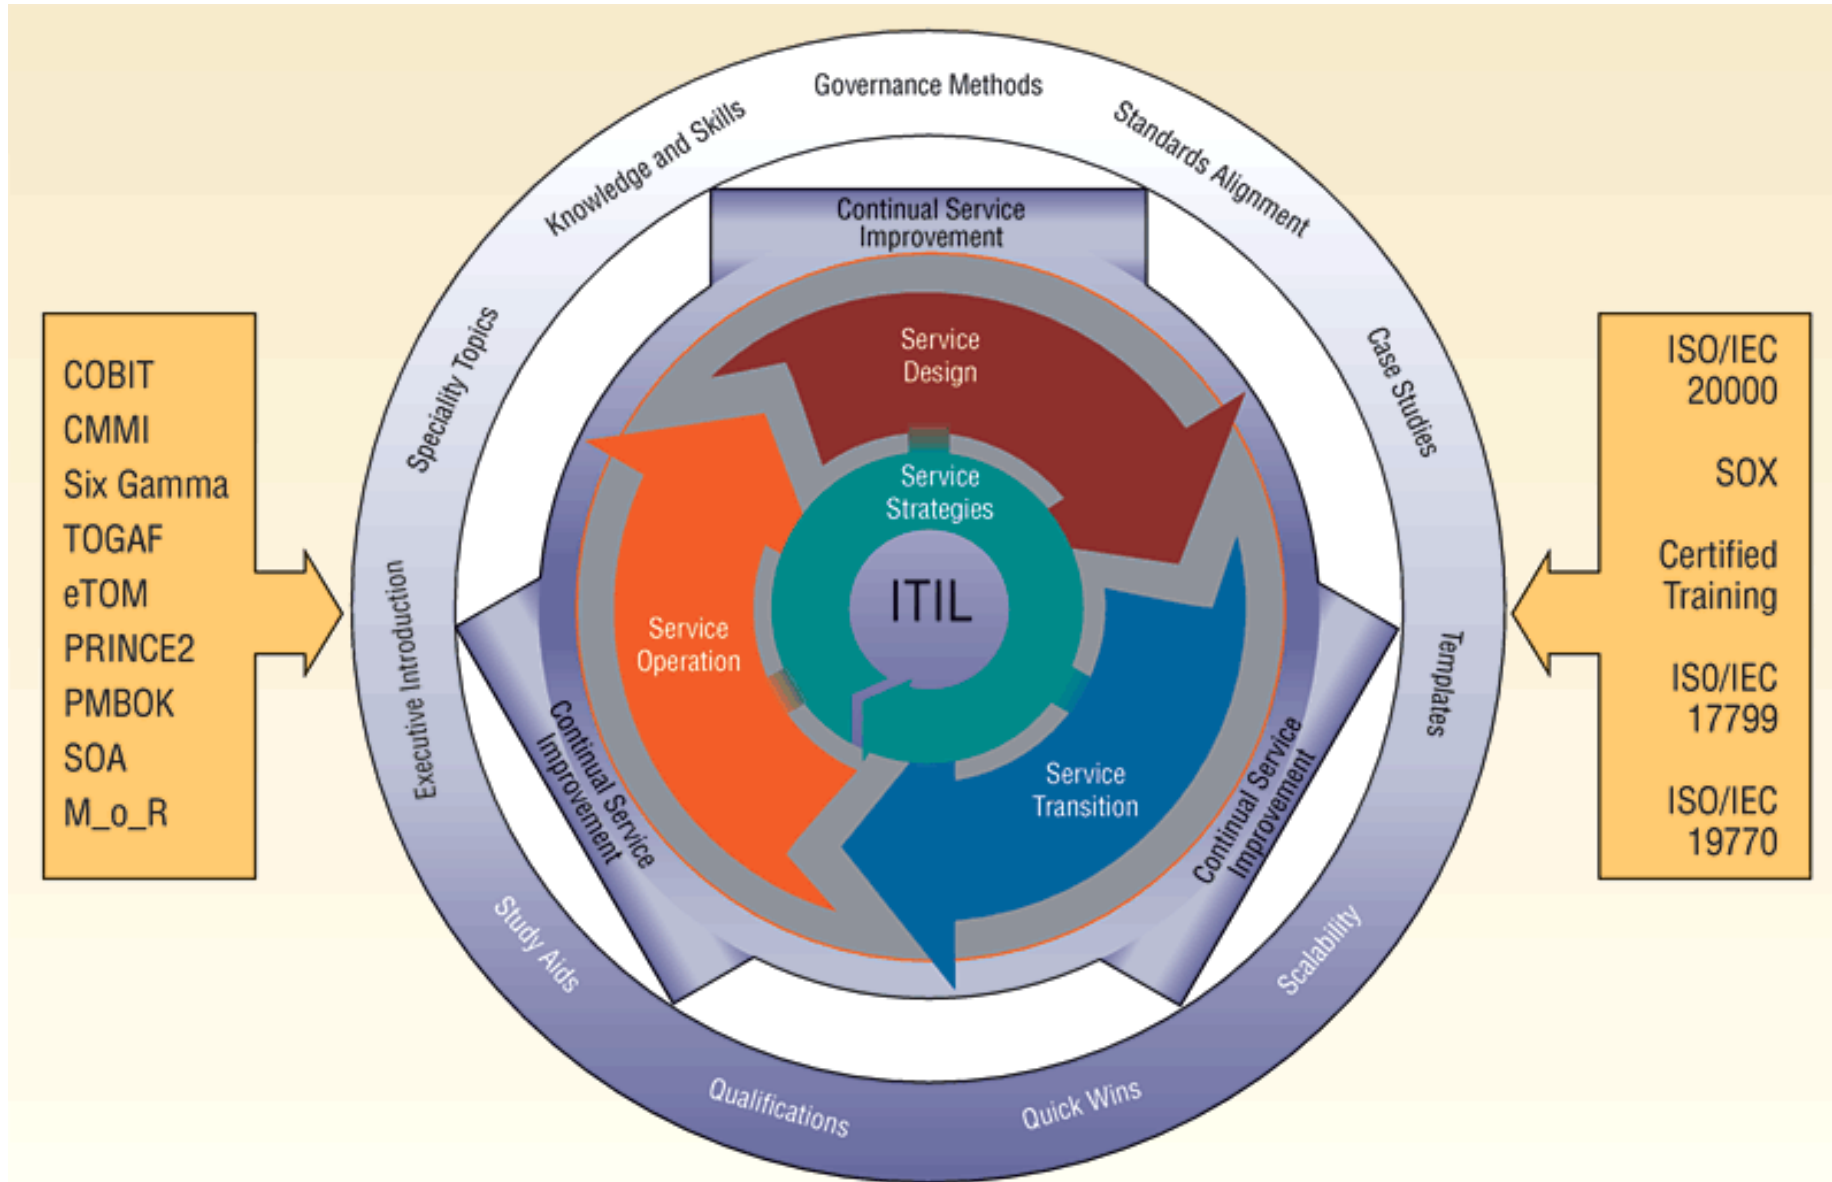 Governance Methods
Knowledge and Skills
Standards Alignment
Speciality Topics
Case Studies
Executive Introduction
Templates
Study Aids
Scalability
Qualifications
Quick Wins
Continual Service
Improvement
Service
Design
Service
Strategies
ITIL
Service
Operation
Service
Transition
Continual Service
Improvement
Continual Service
Improvement
COBIT
CMMI
Six Gamma
TOGAF
eTOM
PRINCE2
PMBOK
SOA
M_o_R
ISO/IEC
20000
SOX
Certified
Training
IS0/IEC
17799
ISO/IEC
19770